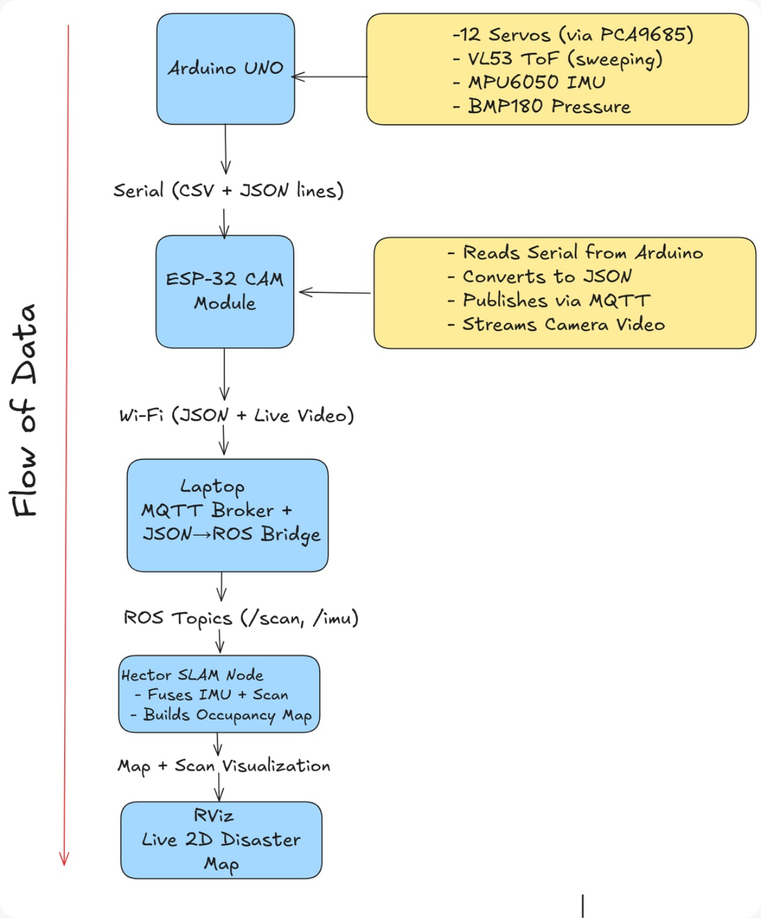 Arduino UNO
-12 Servos (via PCA9685)
- VL53 ToF (sweeping)
- MPU6050 IMU
- BMP180 Pressure
Serial (CSV + JSON lines)
ESP-32 CAM
Module
- Reads Serial from Arduino
- Converts to JSON
- Publishes via MQTT
- Streams Camera Video
Flow of Data
Wi-Fi (JSON + Live Video)
Laptop
MQTT Broker +
JSON→ROS Bridge
ROS Topics (/scan, /imu)
Hector SLAM Node
- Fuses IMU + Scan
- Builds Occupancy Map
Map + Scan Visualization
RViz
Live 2D Disaster
Map